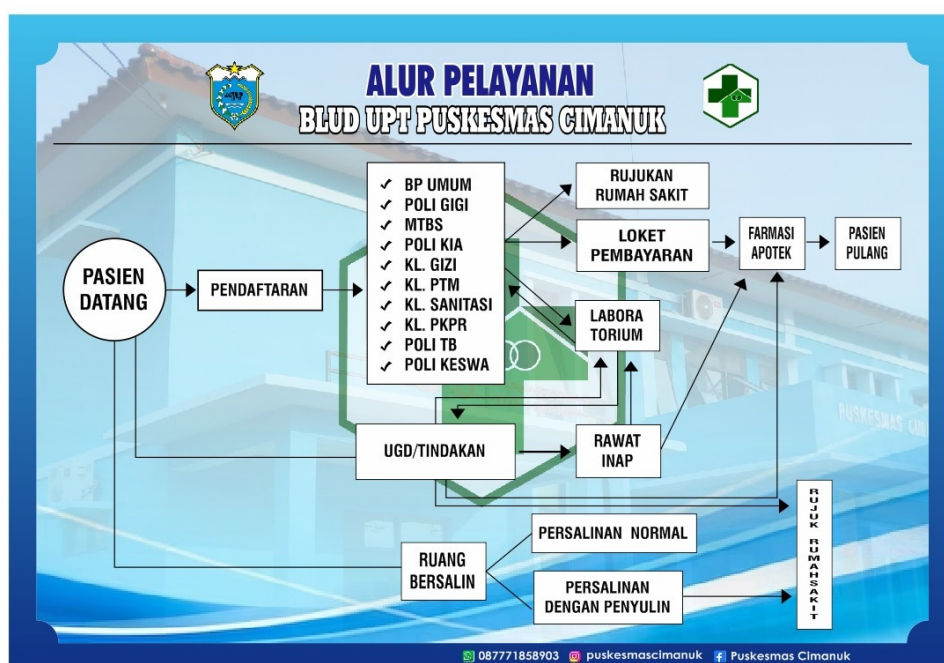 ALUR PELAYANAN
BLUD UPT PUSKESMAS CIMANUK
PASIEN
DATANG
PENDAFTARAN
BP UMUM
POLI GIGI
MTBS
POLI KIA
KL. GIZI
KL. PTM
KL. SANITASI
KL. PKPR
POLI TB
POLI KESWA
RUJUKAN
RUMAH SAKIT
LOKET
PEMBAYARAN
FARMASI
APOTEK
PASIEN
PULANG
LABORA
TORIUM
UGD/TINDAKAN
RAWAT
INAP
RUANG
BERSALIN
PERSALINAN NORMAL
PERSALINAN
DENGAN PENYULIN
RUJUK RUMAHSAKIT
087771858903 puskesmascimanuk Puskesmas Cimanuk